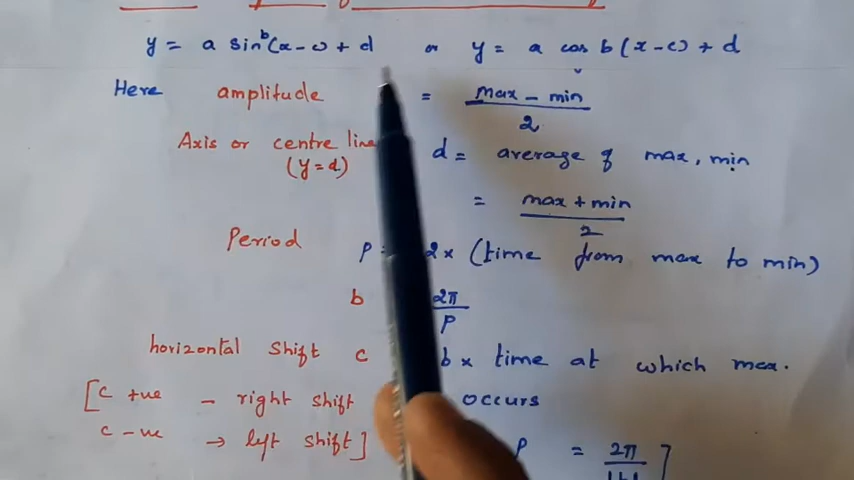 y = a sin b(x - c) + d or y = a cos b (x - c) + d
Here amplitude = max - min / 2
Axis or centre line d = average of max, min
(y = d)
= max + min / 2
Period P = 2 x (time from max to min)
b 2π / P
horizontal shift c b x time at which max.
[c +ve - right shift occurs
c -ve → left shift] P = 2π / |b| ]